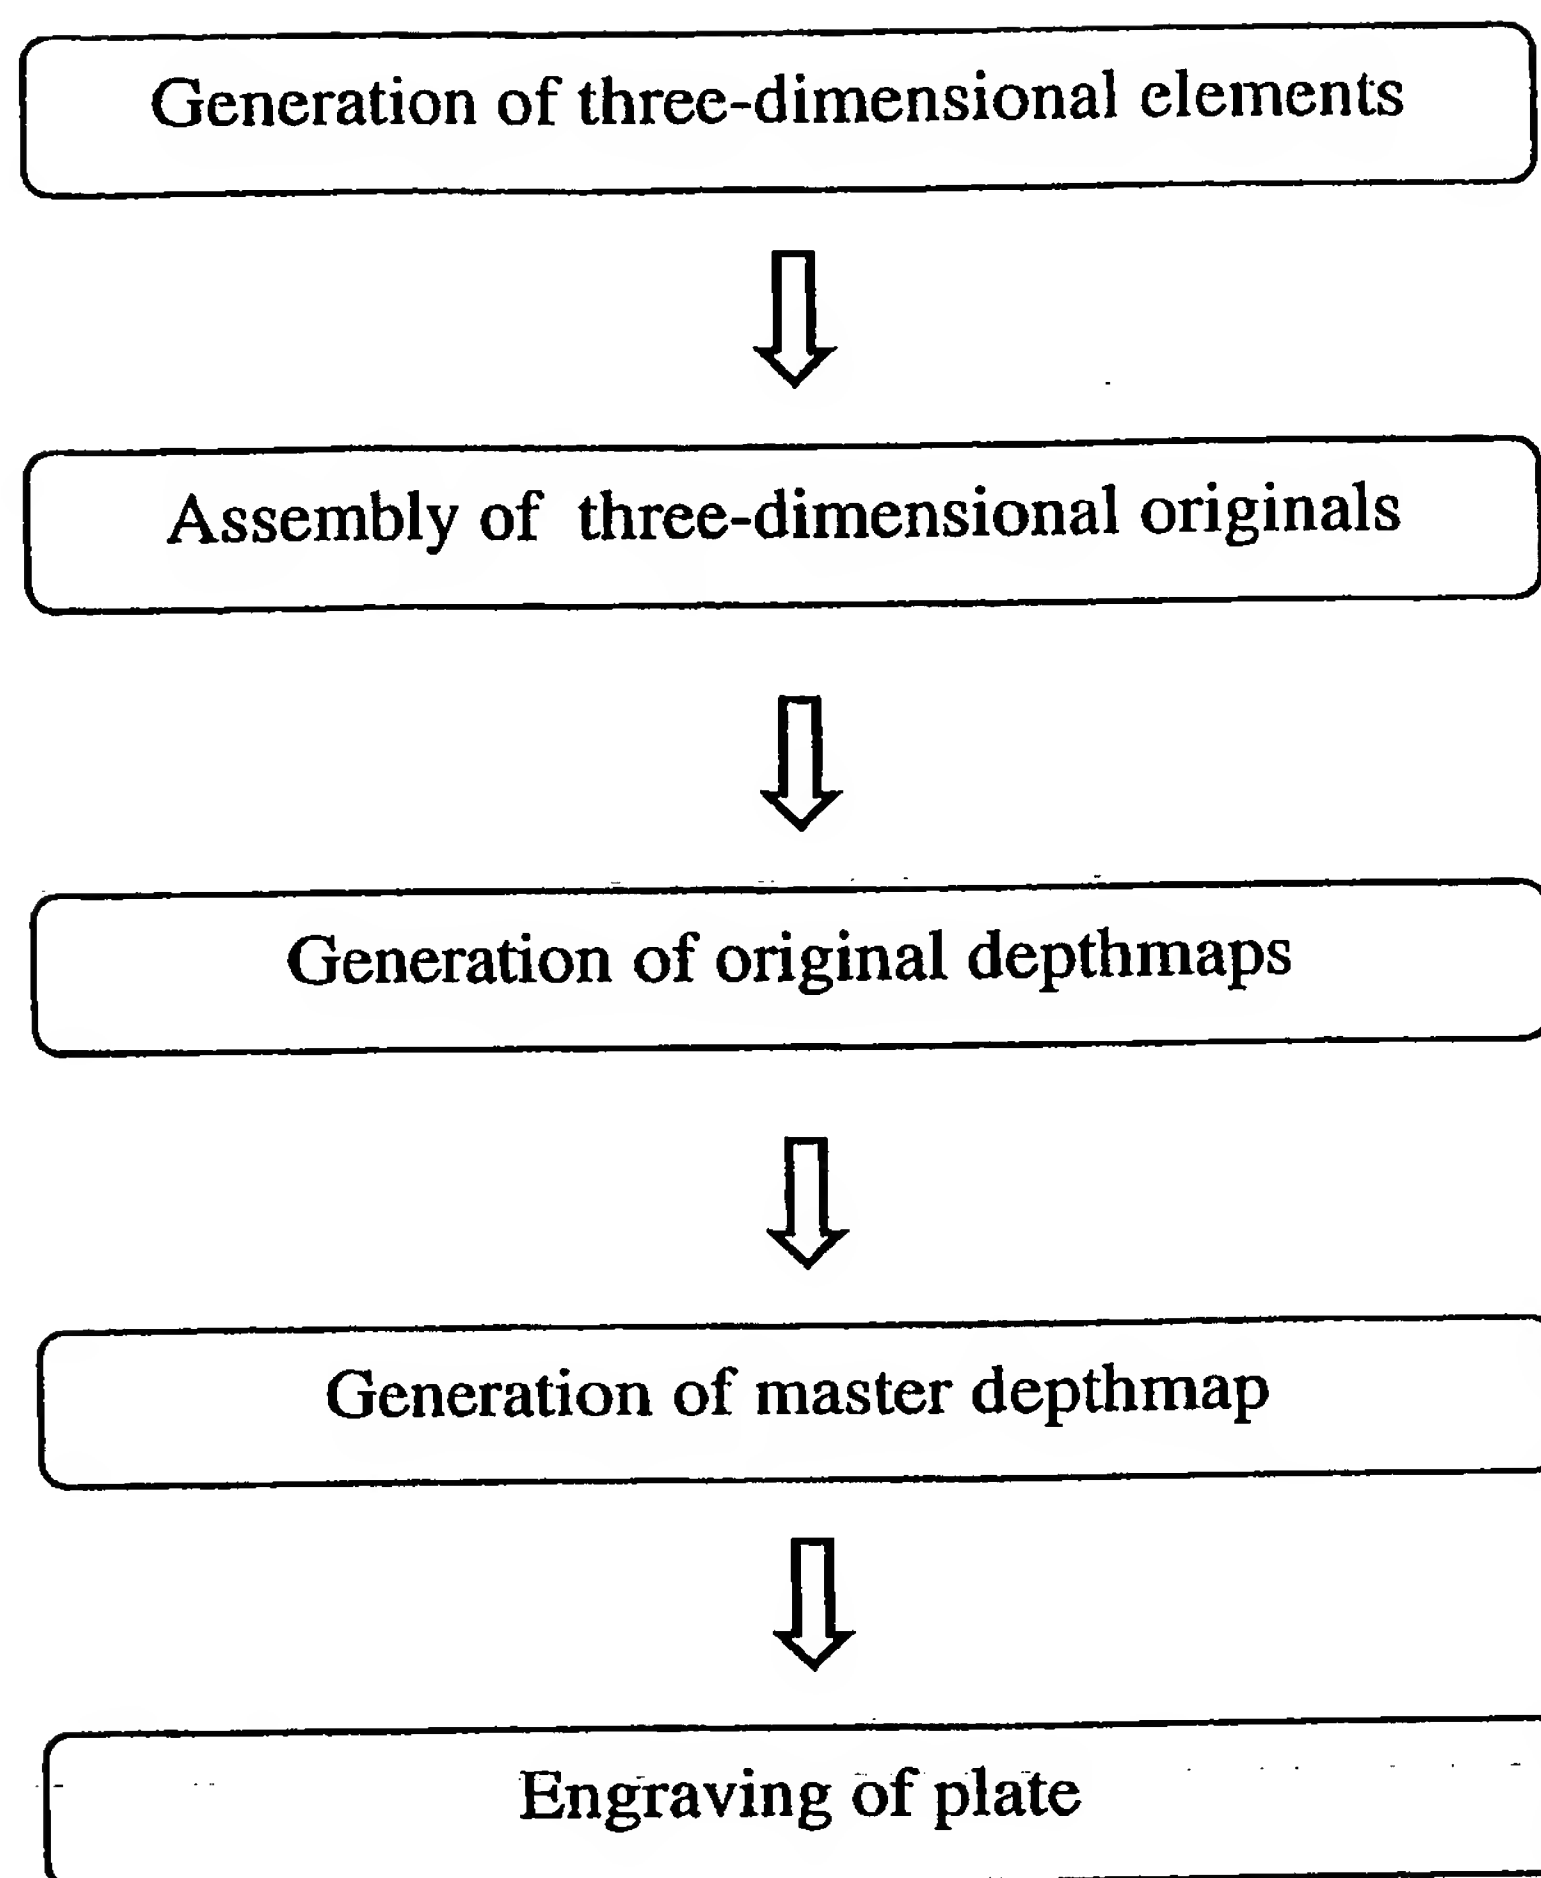 Generation of three-dimensional elements
Assembly of three-dimensional originals
Generation of original depthmaps
Generation of master depthmap
Engraving of plate